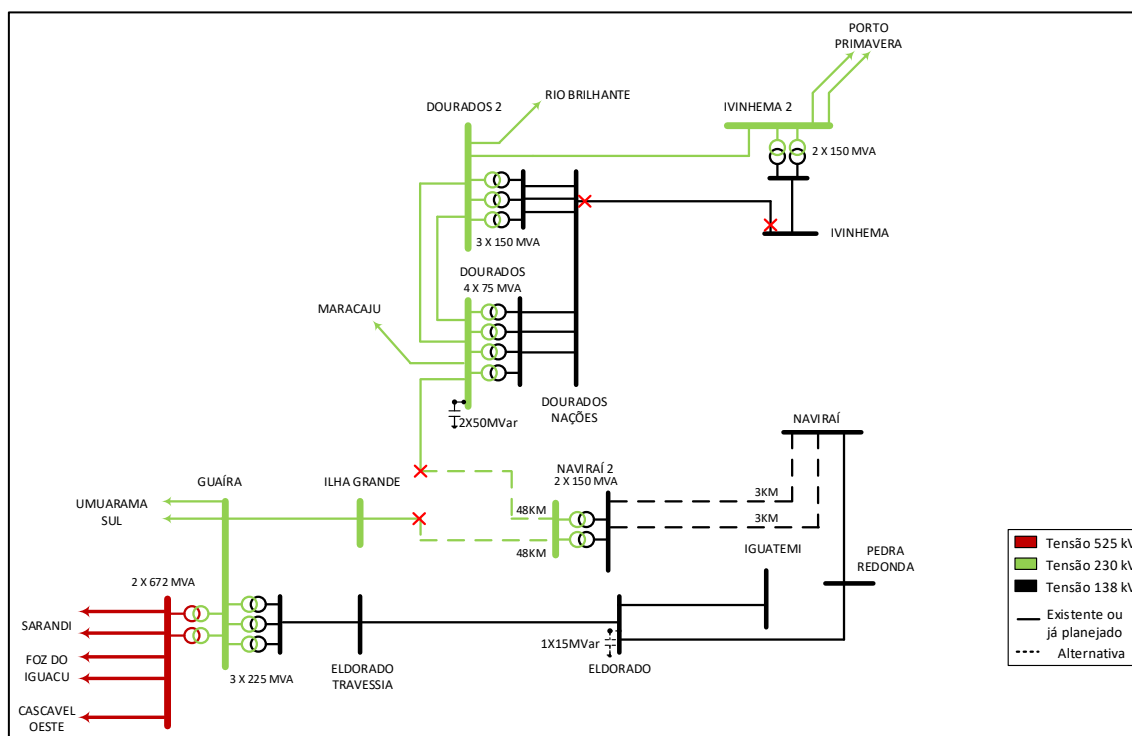 PORTO
PRIMAVERA
RIO BRILHANTE
DOURADOS 2
IVINHEMA 2
2 X 150 MVA
3 X 150 MVA
IVINHEMA
DOURADOS
4 X 75 MVA
MARACAJU
2X50MVar
DOURADOS
NAÇÕES
NAVIRAÍ
GUAÍRA
ILHA GRANDE
NAVIRAÍ 2
2 X 150 MVA
UMUARAMA
SUL
48KM
48KM
3KM
3KM
IGUATEMI
PEDRA
REDONDA
2 X 672 MVA
SARANDI
FOZ DO
IGUACU
CASCAVEL
OESTE
3 X 225 MVA
ELDORADO
TRAVESSIA
1X15MVar
ELDORADO
Tensão 525 kV
Tensão 230 kV
Tensão 138 kV
Existente ou
já planejado
Alternativa